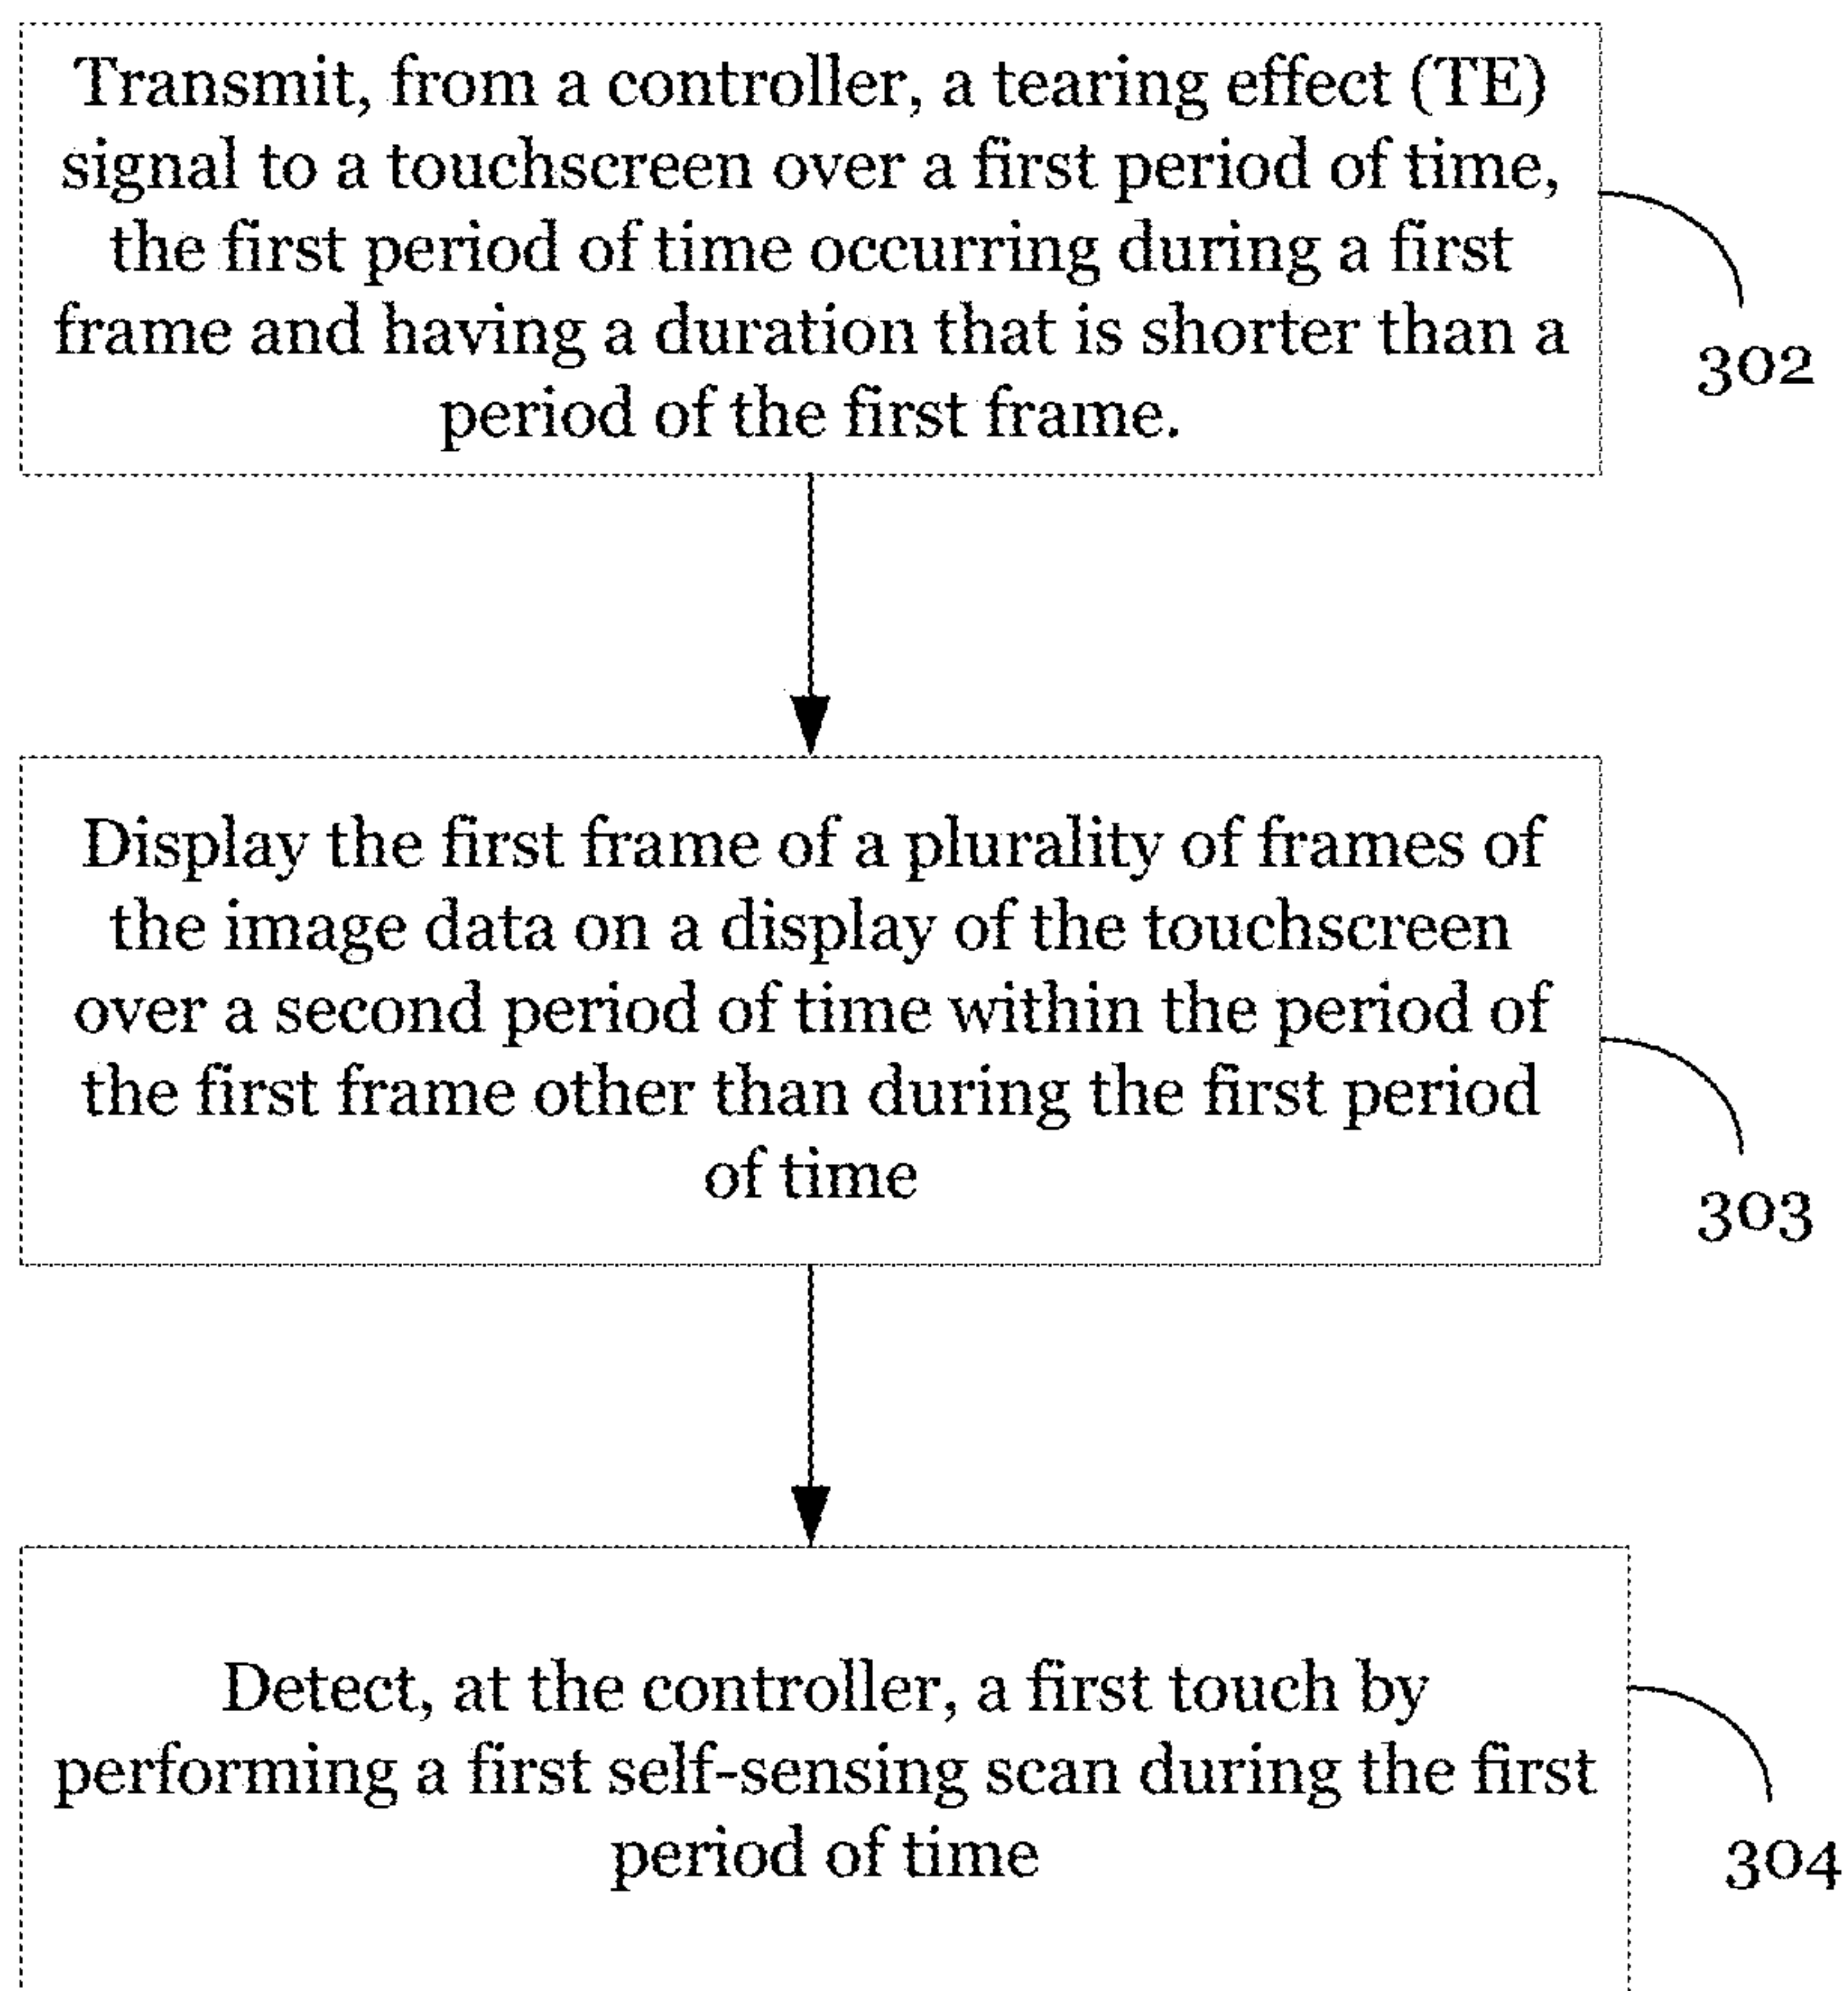 Transmit, from a controller, a tearing effect (TE)
signal to a touchscreen over a first period of time,
the first period of time occurring during a first
frame and having a duration that is shorter than a
period of the first frame.
302
Display the first frame of a plurality of frames of
the image data on a display of the touchscreen
over a second period of time within the period of
the first frame other than during the first period
of time
303
Detect, at the controller, a first touch by
performing a first self-sensing scan during the first
period of time
304